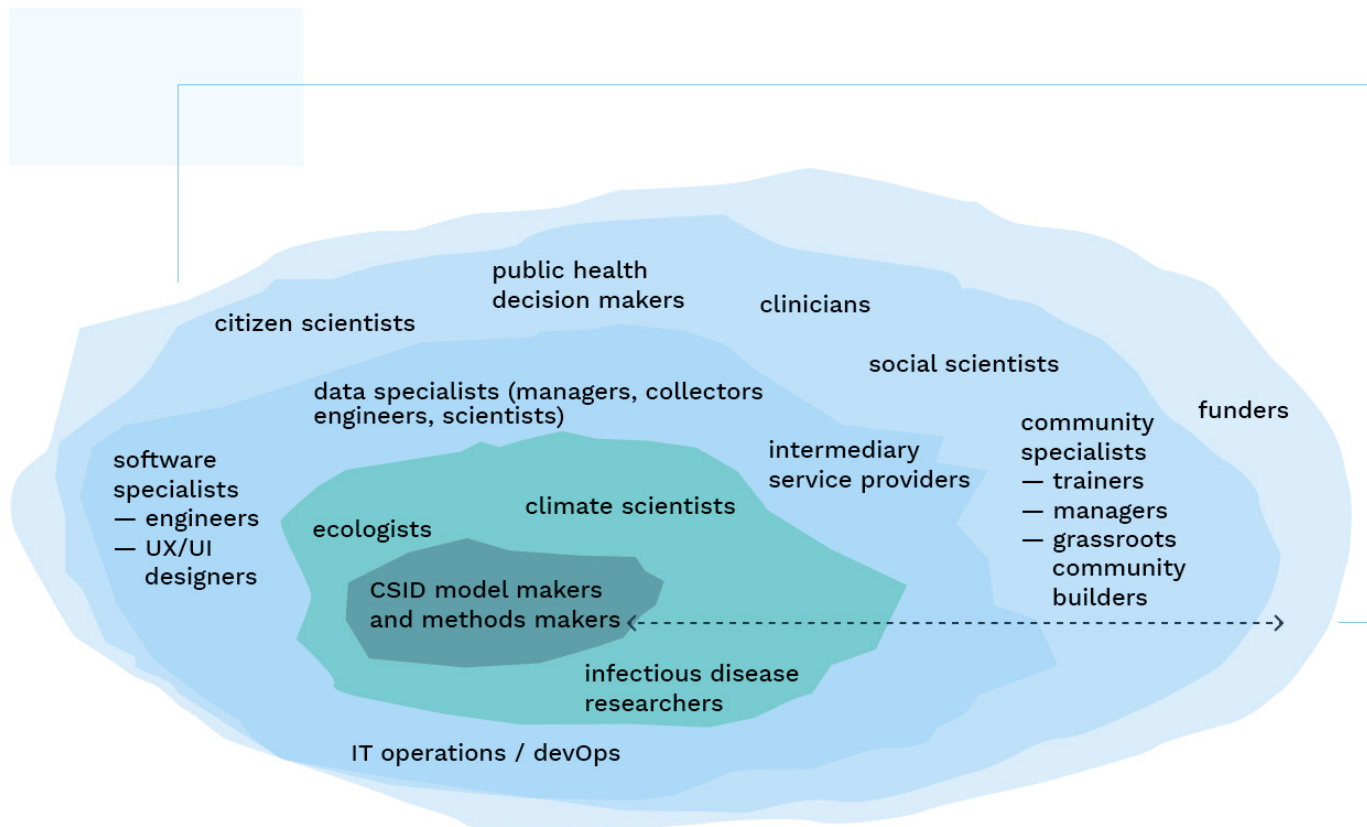 public health
decision makers
clinicians
citizen scientists
social scientists
data specialists (managers, collectors
engineers, scientists)
funders
community
specialists
— trainers
— managers
— grassroots
community
builders
intermediary
service providers
software
specialists
— engineers
— UX/UI
designers
climate scientists
ecologists
CSID model makers
and methods makers
infectious disease
researchers
IT operations / devOps